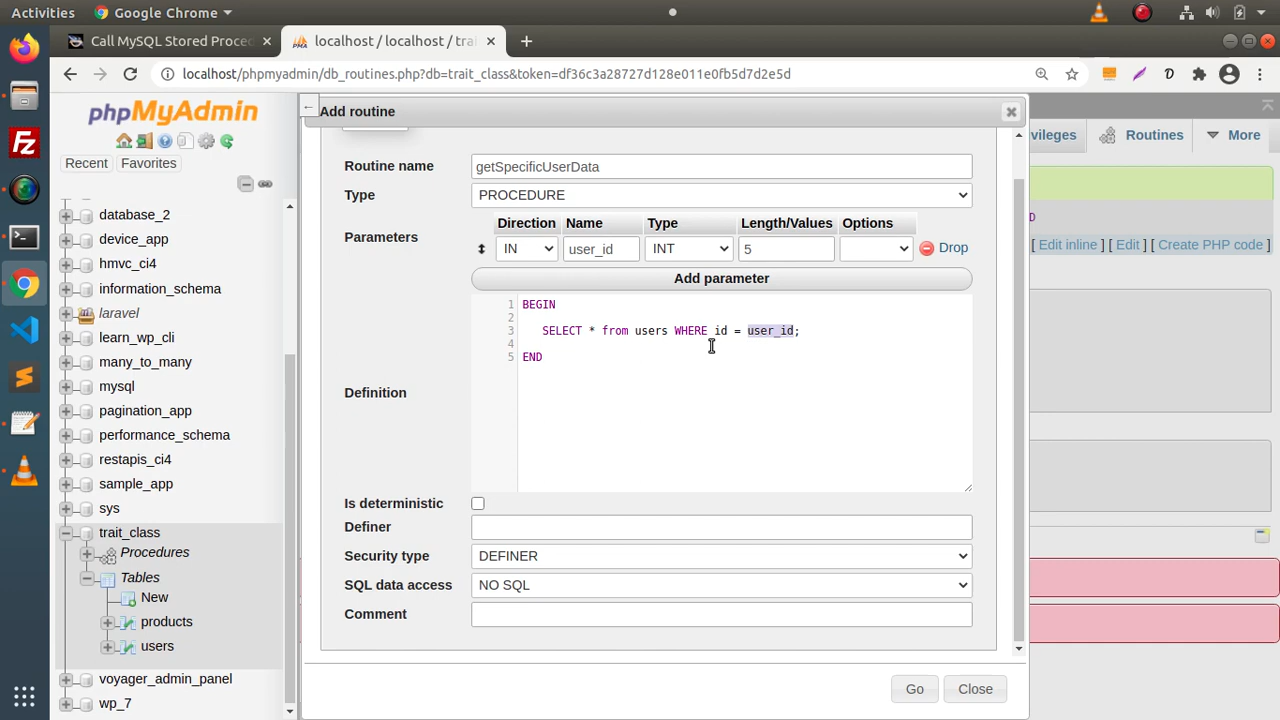 Activities
Google Chrome
Call MySQL Stored Proced
localhost / localhost / trai
localhost/phpmyadmin/db_routines.php?db=trait_class&token=df36c3a28727d128e011e0fb5d7d2e5d
phpMyAdmin
Recent
Favorites
database_2
device_app
hmvc_ci4
information_schema
laravel
learn_wp_cli
many_to_many
mysql
pagination_app
performance_schema
restapis_ci4
sample_app
sys
trait_class
Procedures
Tables
New
products
users
voyager_admin_panel
wp_7
Add routine
Routine name
getSpecificUserData
Type
PROCEDURE
Parameters
Direction Name Type Length/Values Options
IN user_id INT 5 Drop
Add parameter
Definition
1 BEGIN
2
3 SELECT * from users WHERE id = user_id;
4
5 END
Is deterministic
Definer
Security type
DEFINER
SQL data access
NO SQL
Comment
Go
Close
vileges
Routines
More
D
[ Edit inline ] [ Edit ] [ Create PHP code ]